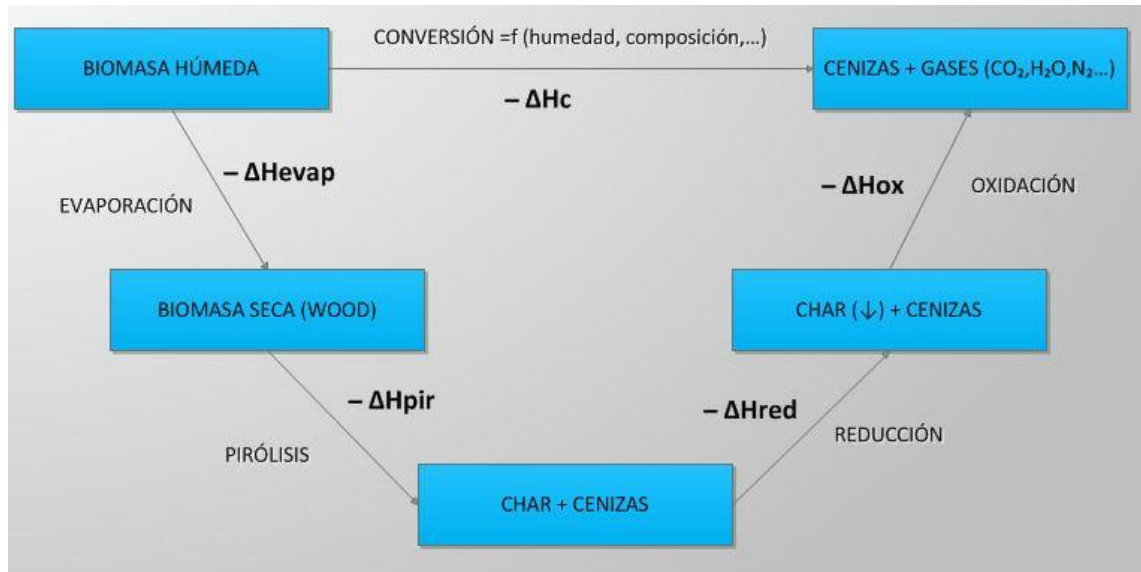 CONVERSIÓN =f (humedad, composición,...)
BIOMASA HÚMEDA
CENIZAS + GASES (CO₂,H₂O,N₂...)
– ΔHc
– ΔHevap
– ΔHox
OXIDACIÓN
EVAPORACIÓN
BIOMASA SECA (WOOD)
CHAR (↓) + CENIZAS
– ΔHpir
– ΔHred
REDUCCIÓN
PIRÓLISIS
CHAR + CENIZAS